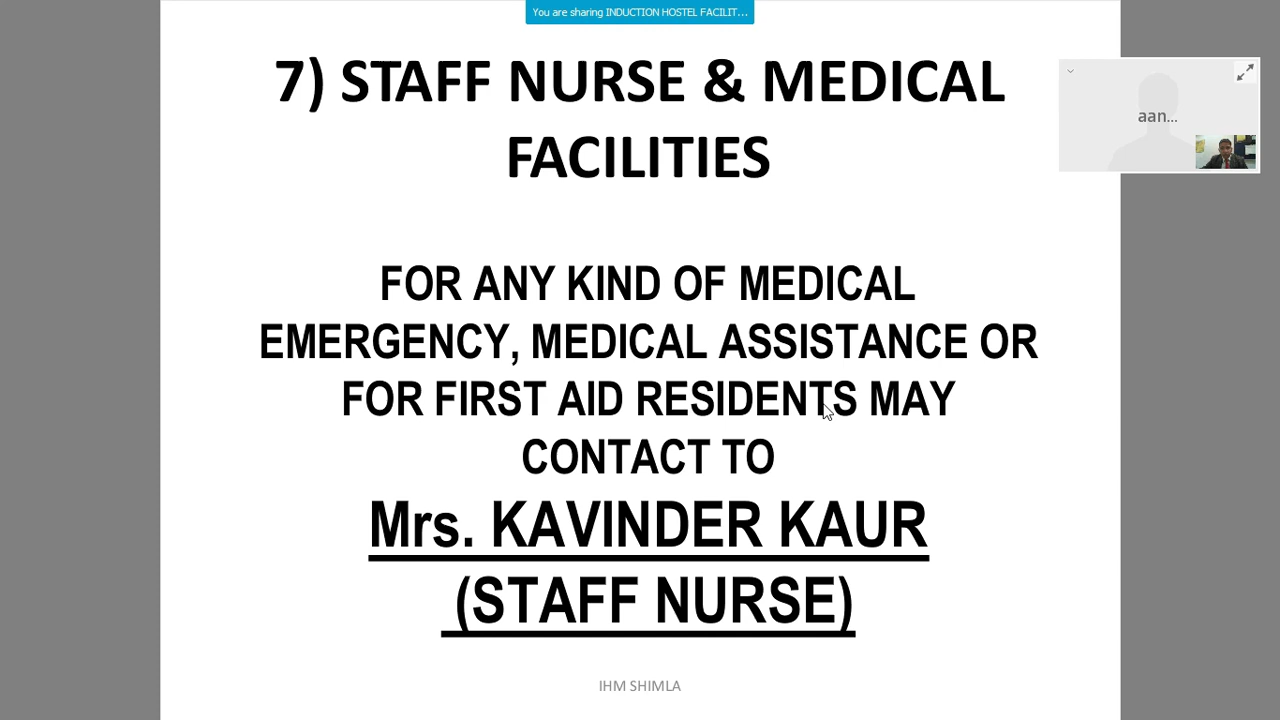 You are sharing INDUCTION HOSTEL FACILIT...
7) STAFF NURSE & MEDICAL
FACILITIES
aan...
FOR ANY KIND OF MEDICAL
EMERGENCY, MEDICAL ASSISTANCE OR
FOR FIRST AID RESIDENTS MAY
CONTACT TO
Mrs. KAVINDER KAUR
(STAFF NURSE)
IHM SHIMLA